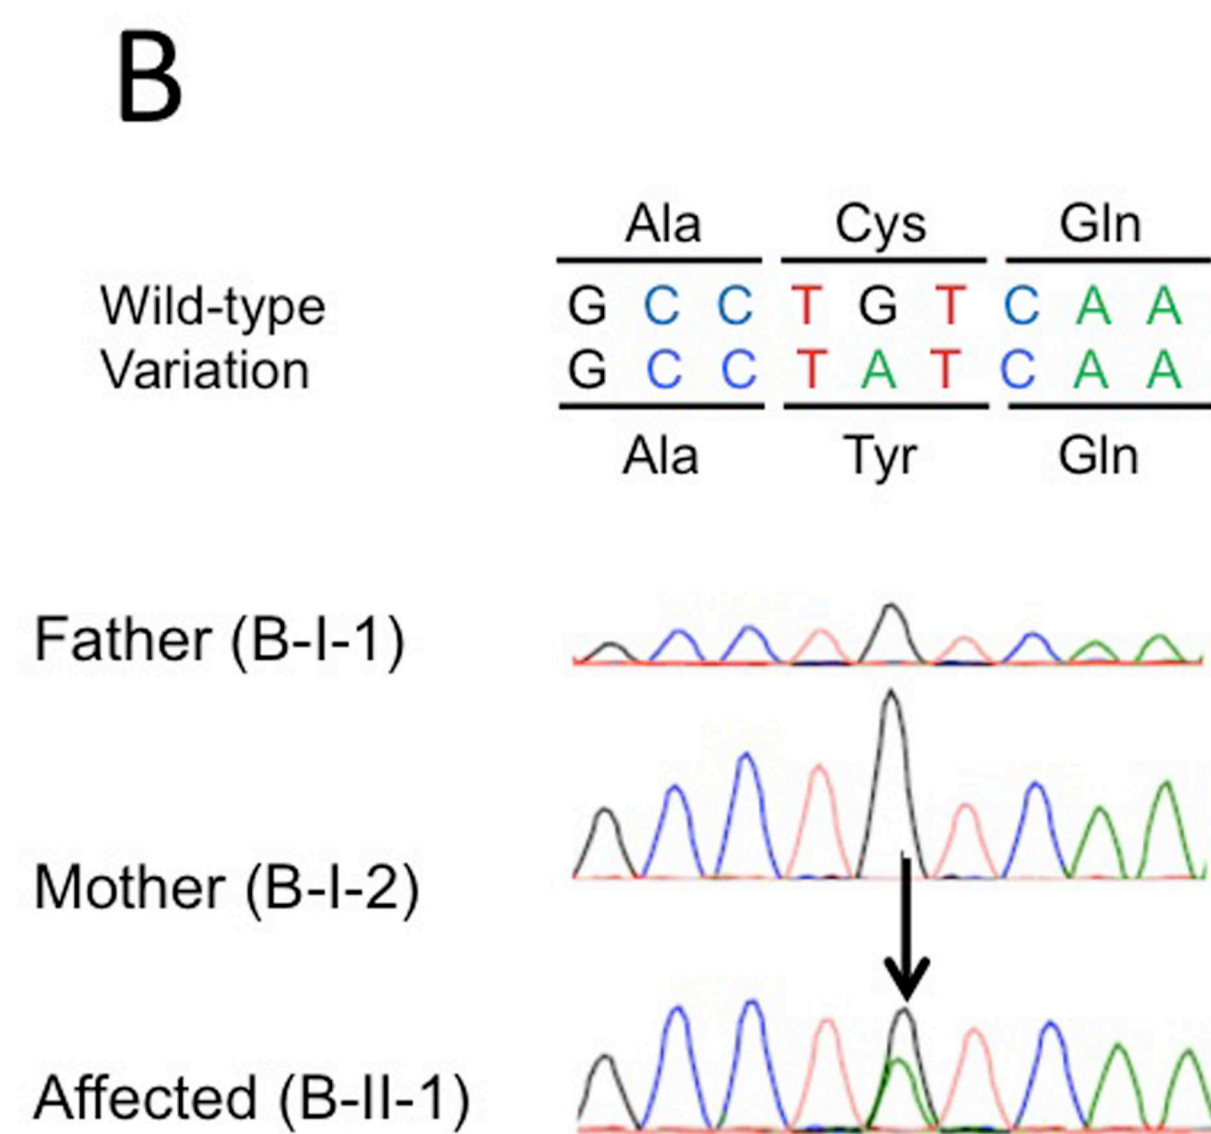 B
Ala Cys Gln
Wild-type G C C T G T C A A
Variation G C C T A T C A A
Ala Tyr Gln
Father (B-I-1)
Mother (B-I-2)
Affected (B-II-1)